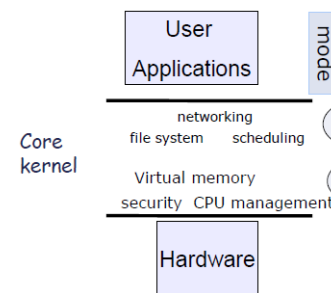 User
Applications
mode
networking
file system scheduling
Core
kernel
Virtual memory
security CPU management
Hardware